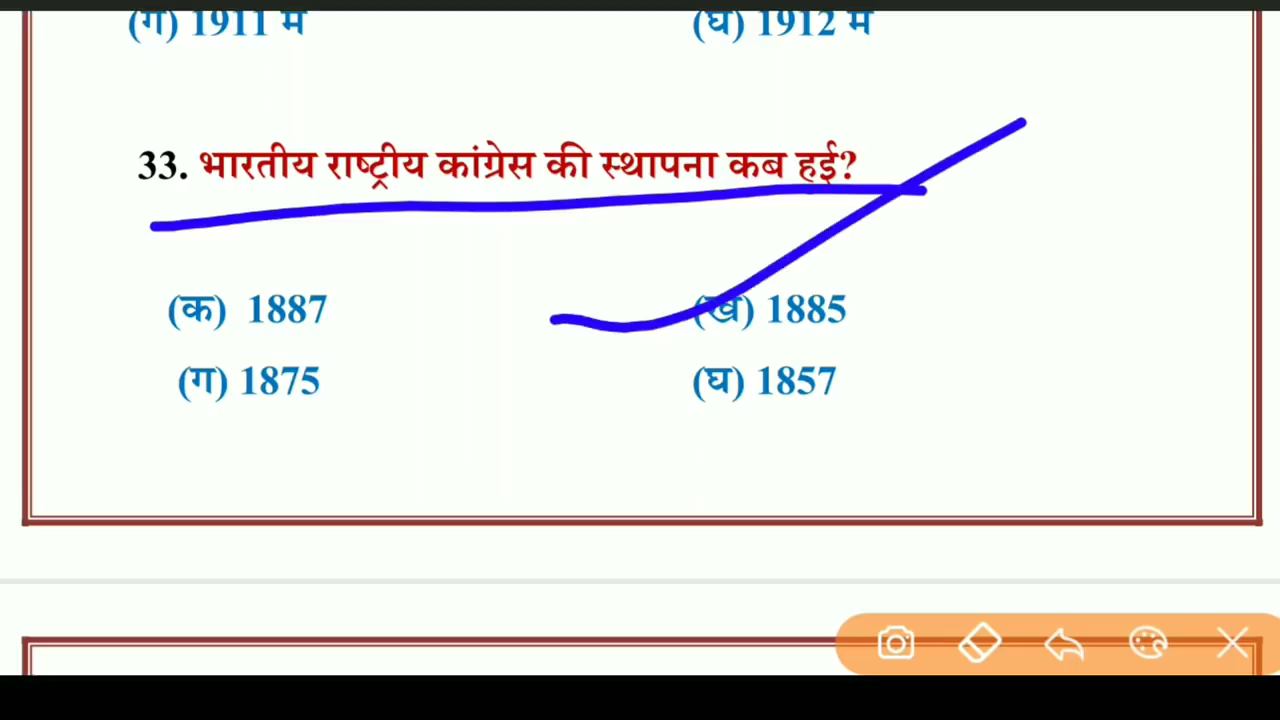 (ग) 1911 में (घ) 1912 में
33. भारतीय राष्ट्रीय कांग्रेस की स्थापना कब हुई?
(क) 1887 (ख) 1885
(ग) 1875 (घ) 1857